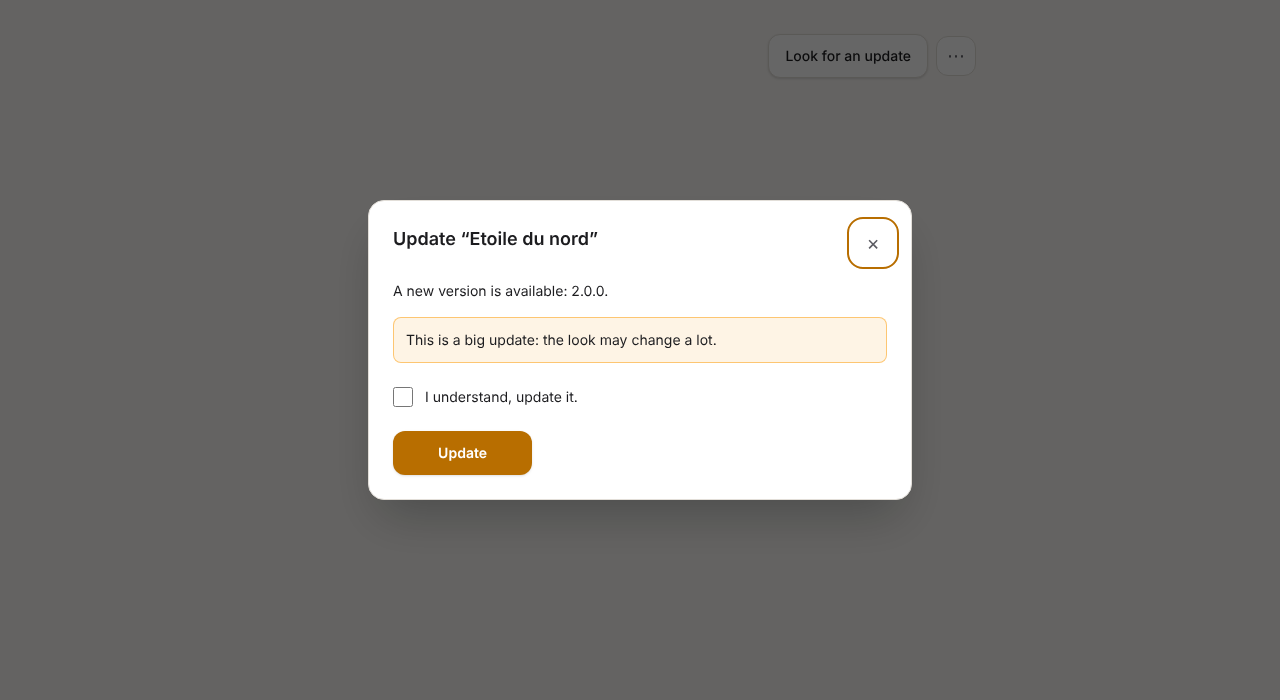 Look for an update
Update “Etoile du nord”
A new version is available: 2.0.0.
This is a big update: the look may change a lot.
I understand, update it.
Update